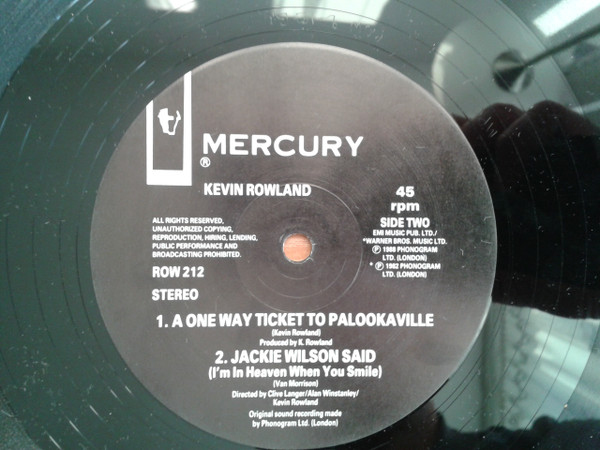 MERCURY
®
KEVIN ROWLAND
45
rpm
ALL RIGHTS RESERVED,
UNAUTHORIZED COPYING,
REPRODUCTION, HIRING, LENDING,
PUBLIC PERFORMANCE AND
BROADCASTING PROHIBITED.
SIDE TWO
EMI MUSIC PUB. LTD./
*WARNER BROS. MUSIC LTD.
℗ 1988 PHONOGRAM
LTD. (LONDON)
* ℗ 1982 PHONOGRAM
LTD. (LONDON)
ROW 212
STEREO
1. A ONE WAY TICKET TO PALOOKAVILLE
(Kevin Rowland)
Produced by K. Rowland
2. JACKIE WILSON SAID
(I'm In Heaven When You Smile)
(Van Morrison)
Directed by Clive Langer/Alan Winstanley/
Kevin Rowland
Original sound recording made
by Phonogram Ltd. (London)